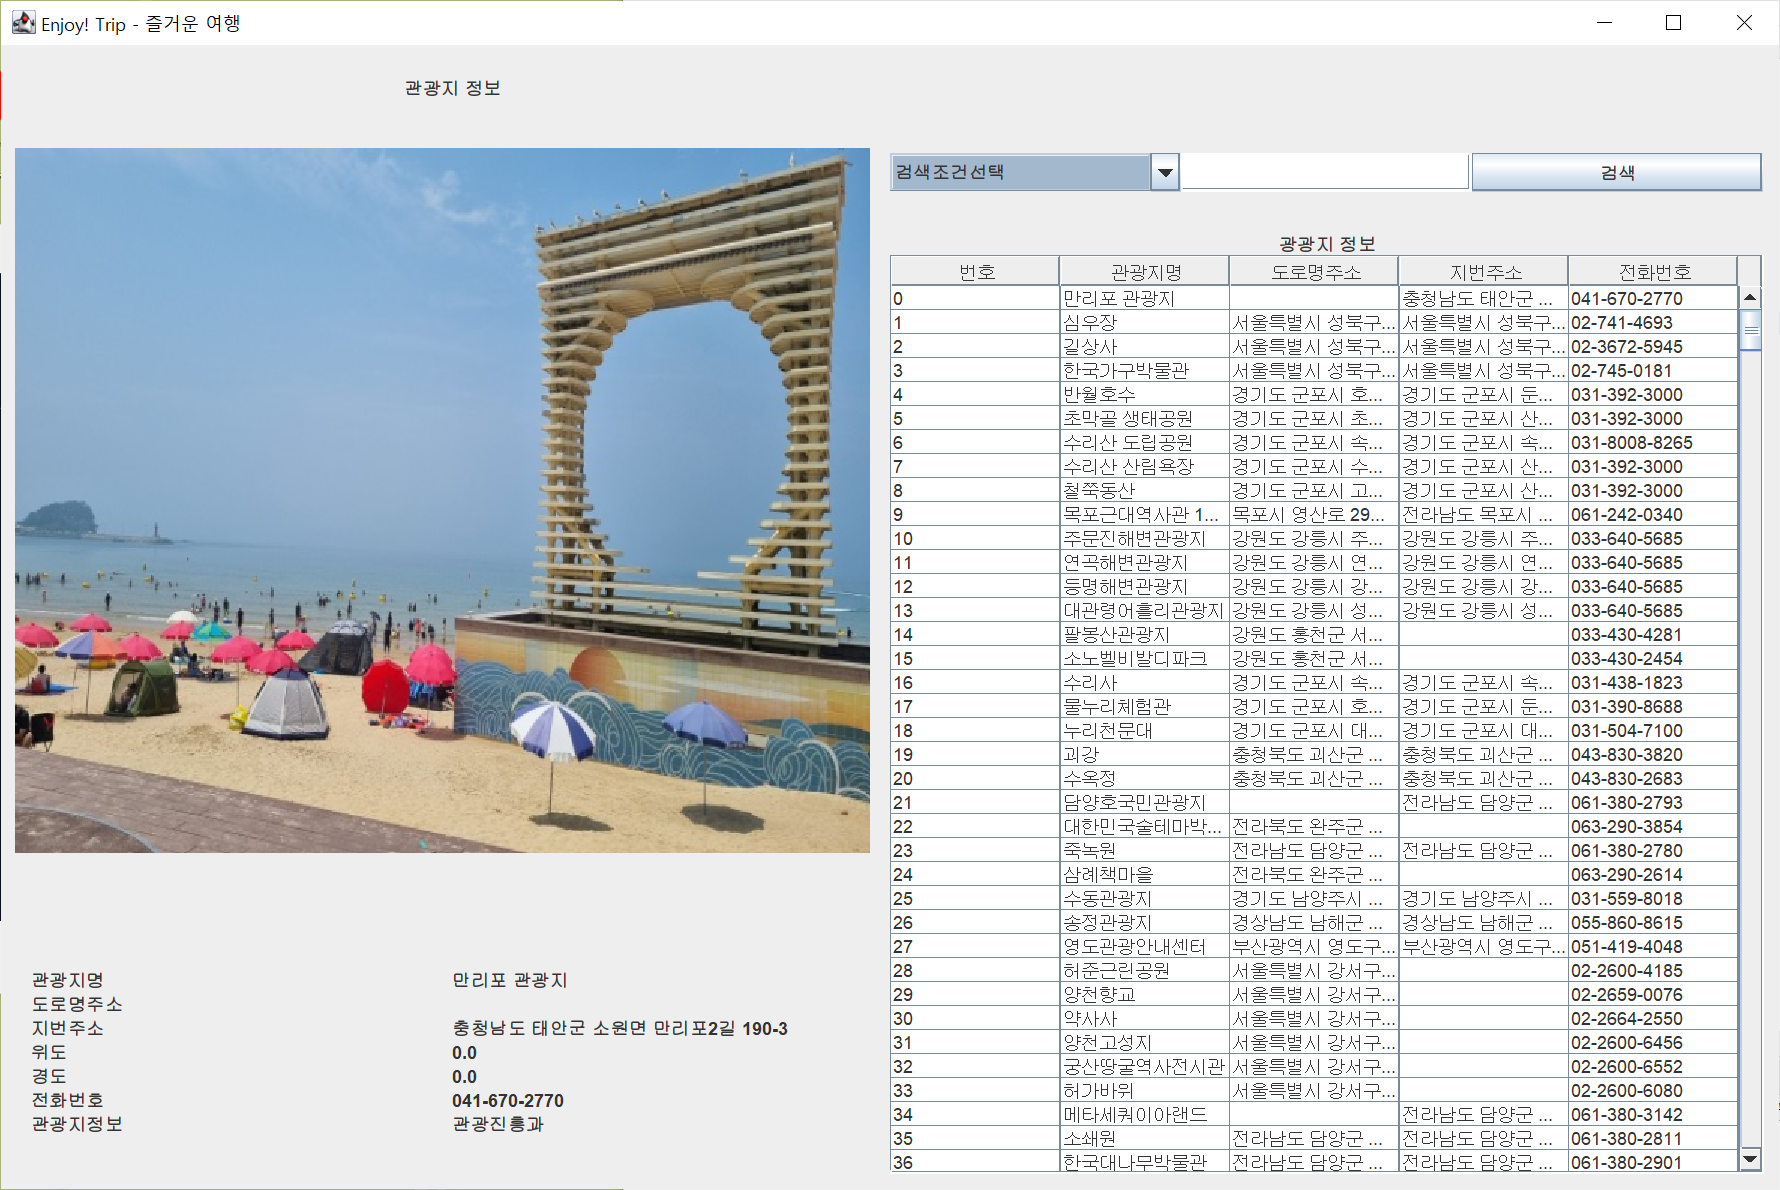 Enjoy! Trip - 즐거운 여행
관광지 정보
검색조건선택 검색
광광지 정보
번호 관광지명 도로명주소 지번주소 전화번호
0 만리포 관광지 충청남도 태안군 ... 041-670-2770
1 심우장 서울특별시 성북구... 서울특별시 성북구... 02-741-4693
2 길상사 서울특별시 성북구... 서울특별시 성북구... 02-3672-5945
3 한국가구박물관 서울특별시 성북구... 서울특별시 성북구... 02-745-0181
4 반월호수 경기도 군포시 호... 경기도 군포시 둔... 031-392-3000
5 초막골 생태공원 경기도 군포시 초... 경기도 군포시 산... 031-392-3000
6 수리산 도립공원 경기도 군포시 속... 경기도 군포시 속... 031-8008-8265
7 수리산 산림욕장 경기도 군포시 수... 경기도 군포시 산... 031-392-3000
8 철쭉동산 경기도 군포시 고... 경기도 군포시 산... 031-392-3000
9 목포근대역사관 1... 목포시 영산로 29... 전라남도 목포시 ... 061-242-0340
10 주문진해변관광지 강원도 강릉시 주... 강원도 강릉시 주... 033-640-5685
11 연곡해변관광지 강원도 강릉시 연... 강원도 강릉시 연... 033-640-5685
12 등명해변관광지 강원도 강릉시 강... 강원도 강릉시 강... 033-640-5685
13 대관령어흘리관광지 강원도 강릉시 성... 강원도 강릉시 성... 033-640-5685
14 팔봉산관광지 강원도 홍천군 서... 033-430-4281
15 소노벨비발디파크 강원도 홍천군 서... 033-430-2454
16 수리사 경기도 군포시 속... 경기도 군포시 속... 031-438-1823
17 물누리체험관 경기도 군포시 호... 경기도 군포시 둔... 031-390-8688
18 누리천문대 경기도 군포시 대... 경기도 군포시 대... 031-504-7100
19 괴강 충청북도 괴산군 ... 충청북도 괴산군 ... 043-830-3820
20 수옥정 충청북도 괴산군 ... 충청북도 괴산군 ... 043-830-2683
21 담양호국민관광지 전라남도 담양군 ... 061-380-2793
22 대한민국술테마박... 전라북도 완주군 ... 063-290-3854
23 죽녹원 전라남도 담양군 ... 전라남도 담양군 ... 061-380-2780
24 삼례책마을 전라북도 완주군 ... 063-290-2614
25 수동관광지 경기도 남양주시 ... 경기도 남양주시 ... 031-559-8018
26 송정관광지 경상남도 남해군 ... 경상남도 남해군 ... 055-860-8615
27 영도관광안내센터 부산광역시 영도구... 부산광역시 영도구... 051-419-4048
28 허준근린공원 서울특별시 강서구... 02-2600-4185
29 양천향교 서울특별시 강서구... 02-2659-0076
30 약사사 서울특별시 강서구... 02-2664-2550
31 양천고성지 서울특별시 강서구... 02-2600-6456
32 궁산땅굴역사전시관 서울특별시 강서구... 02-2600-6552
33 허가바위 서울특별시 강서구... 02-2600-6080
34 메타세쿼이아랜드 전라남도 담양군 ... 061-380-3142
35 소쇄원 전라남도 담양군 ... 전라남도 담양군 ... 061-380-2811
36 한국대나무박물관 전라남도 담양군 ... 전라남도 담양군 ... 061-380-2901
관광지명 만리포 관광지
도로명주소
지번주소 충청남도 태안군 소원면 만리포2길 190-3
위도 0.0
경도 0.0
전화번호 041-670-2770
관광지정보 관광진흥과